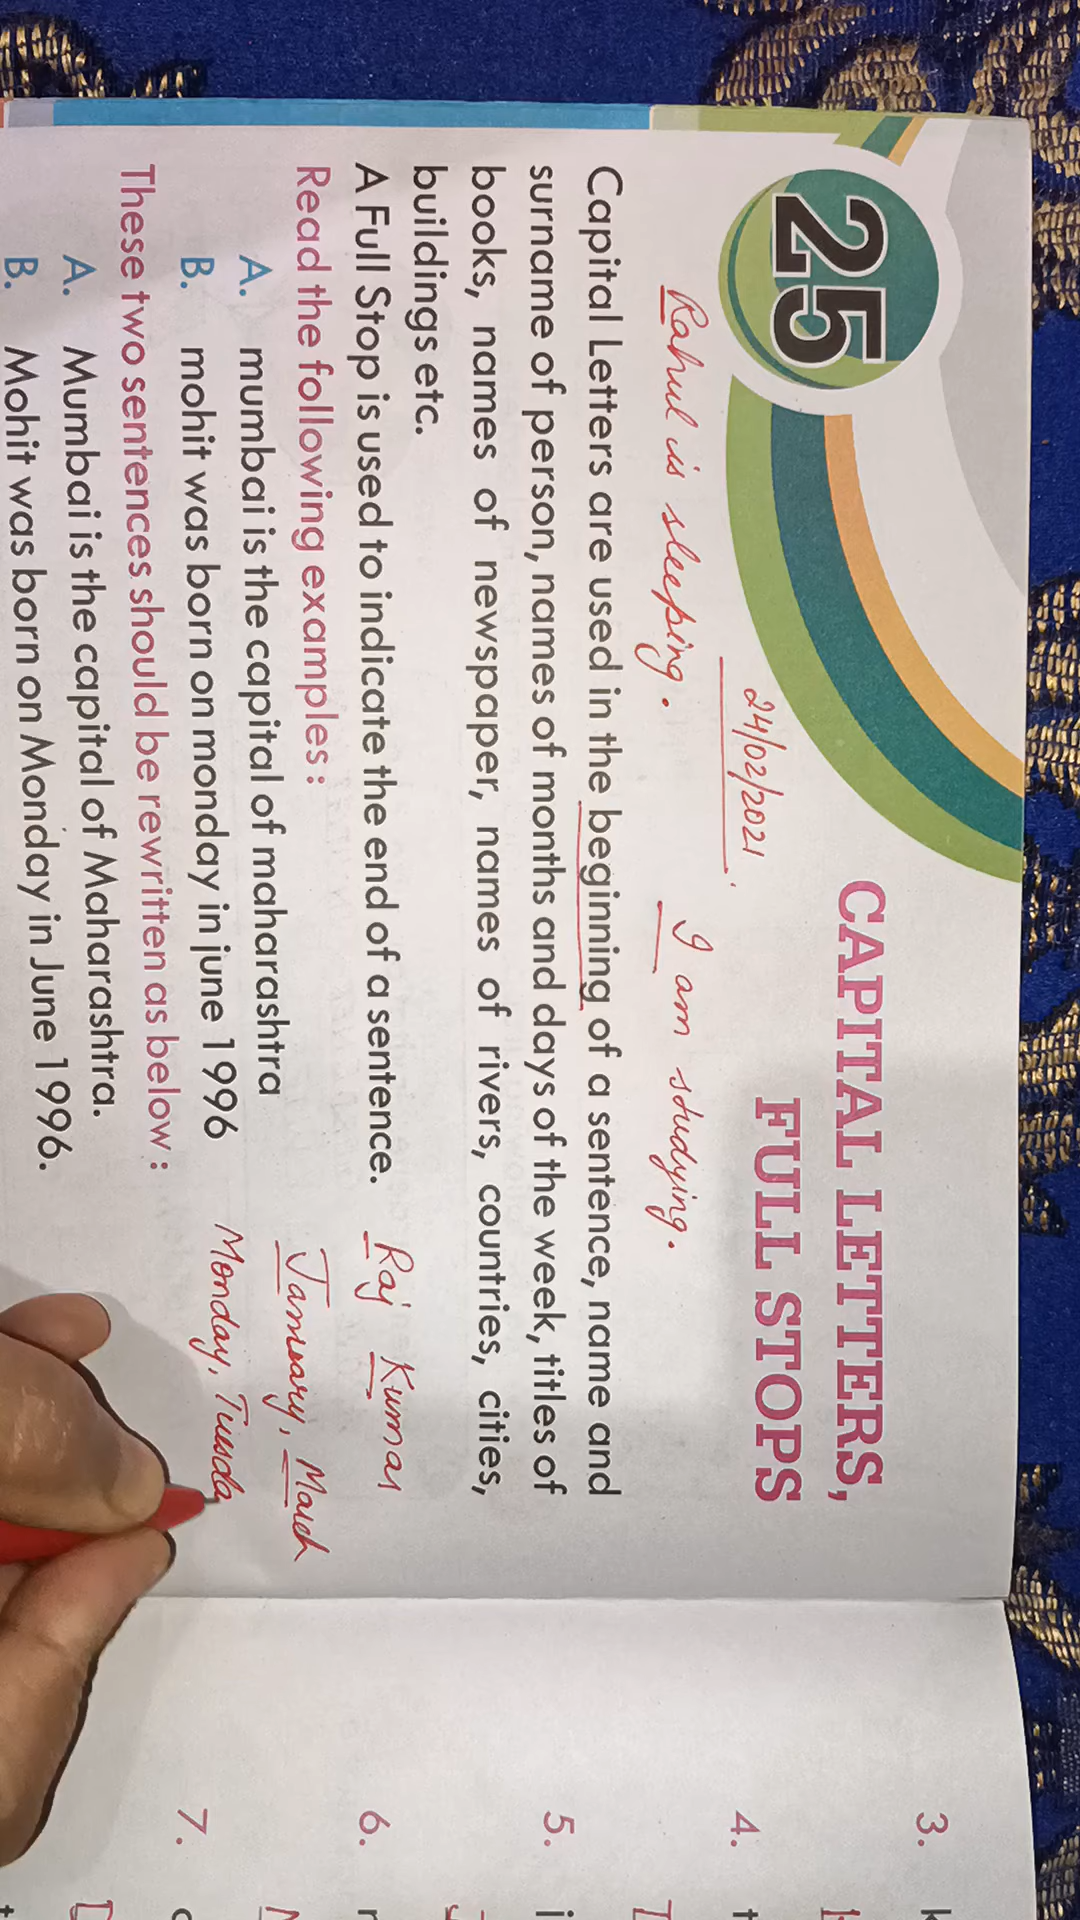 25
CAPITAL LETTERS,
FULL STOPS
24/02/2021
Rahul is sleeping. I am studying.
Capital Letters are used in the beginning of a sentence, name and
surname of person, names of months and days of the week, titles of
books, names of newspaper, names of rivers, countries, cities,
buildings etc.
A Full Stop is used to indicate the end of a sentence.
Raj Kumar
Read the following examples:
A. mumbai is the capital of maharashtra
January, March
B. mohit was born on monday in june 1996
Monday, Tuesda
These two sentences should be rewritten as below:
A. Mumbai is the capital of Maharashtra.
B. Mohit was born on Monday in June 1996.
3.
4.
5.
6.
7.